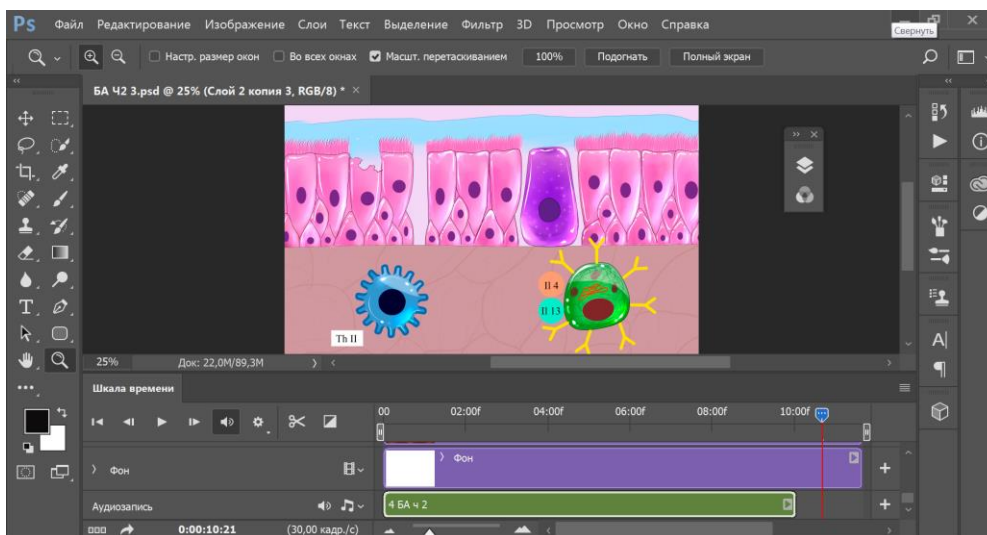 Ps Файл Редактирование Изображение Слои Текст Выделение Фильтр 3D Просмотр Окно Справка
Свернуть
Настр. размер окон Во всех окнах Масшт. перетаскиванием 100% Подогнать Полный экран
БА Ч2 3.psd @ 25% (Слой 2 копия 3, RGB/8) * ×
Il 4
Il 13
Th II
25% Док: 22,0M/89,3M
Шкала времени
00 02:00f 04:00f 06:00f 08:00f 10:00f
Фон Фон
Аудиозапись 4 БА ч 2
0:00:10:21 (30,00 кадр./с)